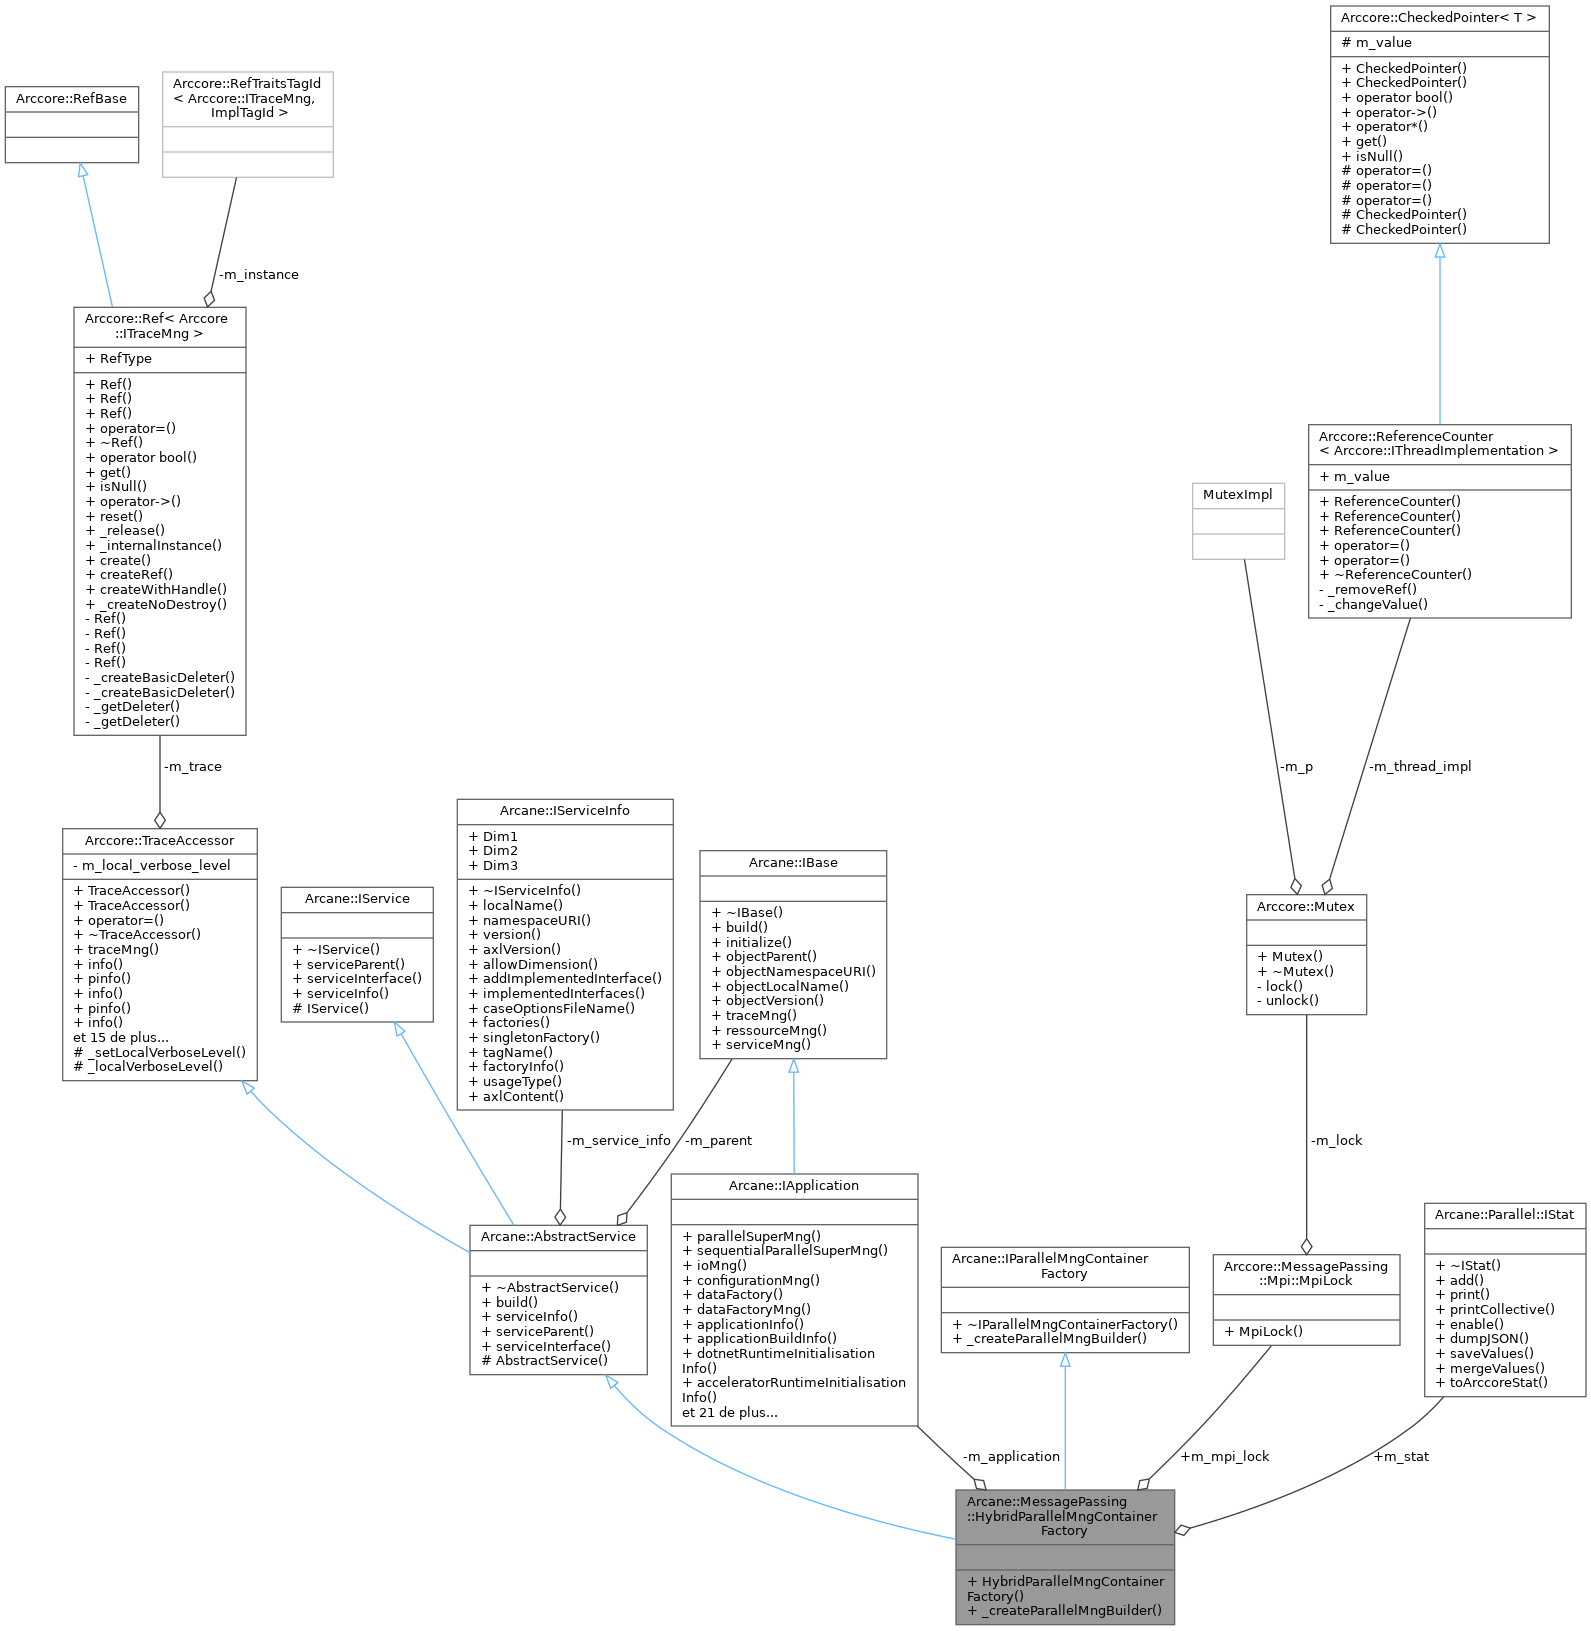 Arccore::CheckedPointer< T >
# m_value
+ CheckedPointer()
+ CheckedPointer()
+ operator bool()
+ operator->()
+ operator*()
+ get()
+ isNull()
# operator=()
# operator=()
# operator=()
# CheckedPointer()
# CheckedPointer()
Arccore::RefBase
Arccore::RefTraitsTagId
< Arccore::ITraceMng,
ImplTagId >
-m_instance
Arccore::Ref< Arccore
::ITraceMng >
+ RefType
+ Ref()
+ Ref()
+ Ref()
+ operator=()
+ ~Ref()
+ operator bool()
+ get()
+ isNull()
+ operator->()
+ reset()
+ _release()
+ _internalInstance()
+ create()
+ createRef()
+ createWithHandle()
+ _createNoDestroy()
- Ref()
- Ref()
- Ref()
- Ref()
- _createBasicDeleter()
- _createBasicDeleter()
- _getDeleter()
- _getDeleter()
Arccore::ReferenceCounter
< Arccore::IThreadImplementation >
+ m_value
+ ReferenceCounter()
+ ReferenceCounter()
+ ReferenceCounter()
+ operator=()
+ operator=()
+ ~ReferenceCounter()
- _removeRef()
- _changeValue()
MutexImpl
-m_trace
-m_p
-m_thread_impl
Arccore::TraceAccessor
- m_local_verbose_level
+ TraceAccessor()
+ TraceAccessor()
+ operator=()
+ ~TraceAccessor()
+ traceMng()
+ info()
+ pinfo()
+ info()
+ pinfo()
+ info()
et 15 de plus...
# _setLocalVerboseLevel()
# _localVerboseLevel()
Arcane::IService
+ ~IService()
+ serviceParent()
+ serviceInterface()
+ serviceInfo()
# IService()
Arcane::IServiceInfo
+ Dim1
+ Dim2
+ Dim3
+ ~IServiceInfo()
+ localName()
+ namespaceURI()
+ version()
+ axlVersion()
+ allowDimension()
+ addImplementedInterface()
+ implementedInterfaces()
+ caseOptionsFileName()
+ factories()
+ singletonFactory()
+ tagName()
+ factoryInfo()
+ usageType()
+ axlContent()
Arcane::IBase
+ ~IBase()
+ build()
+ initialize()
+ objectParent()
+ objectNamespaceURI()
+ objectLocalName()
+ objectVersion()
+ traceMng()
+ ressourceMng()
+ serviceMng()
Arccore::Mutex
+ Mutex()
+ ~Mutex()
- lock()
- unlock()
-m_service_info
-m_parent
-m_lock
Arcane::AbstractService
+ ~AbstractService()
+ build()
+ serviceInfo()
+ serviceParent()
+ serviceInterface()
# AbstractService()
Arcane::IApplication
+ parallelSuperMng()
+ sequentialParallelSuperMng()
+ ioMng()
+ configurationMng()
+ dataFactory()
+ dataFactoryMng()
+ applicationInfo()
+ applicationBuildInfo()
+ dotnetRuntimeInitialisation
Info()
+ acceleratorRuntimeInitialisation
Info()
et 21 de plus...
Arcane::IParallelMngContainer
Factory
+ ~IParallelMngContainerFactory()
+ _createParallelMngBuilder()
Arccore::MessagePassing
::Mpi::MpiLock
+ MpiLock()
Arcane::Parallel::IStat
+ ~IStat()
+ add()
+ print()
+ printCollective()
+ enable()
+ dumpJSON()
+ saveValues()
+ mergeValues()
+ toArccoreStat()
-m_application
+m_mpi_lock
+m_stat
Arcane::MessagePassing
::HybridParallelMngContainer
Factory
+ HybridParallelMngContainer
Factory()
+ _createParallelMngBuilder()